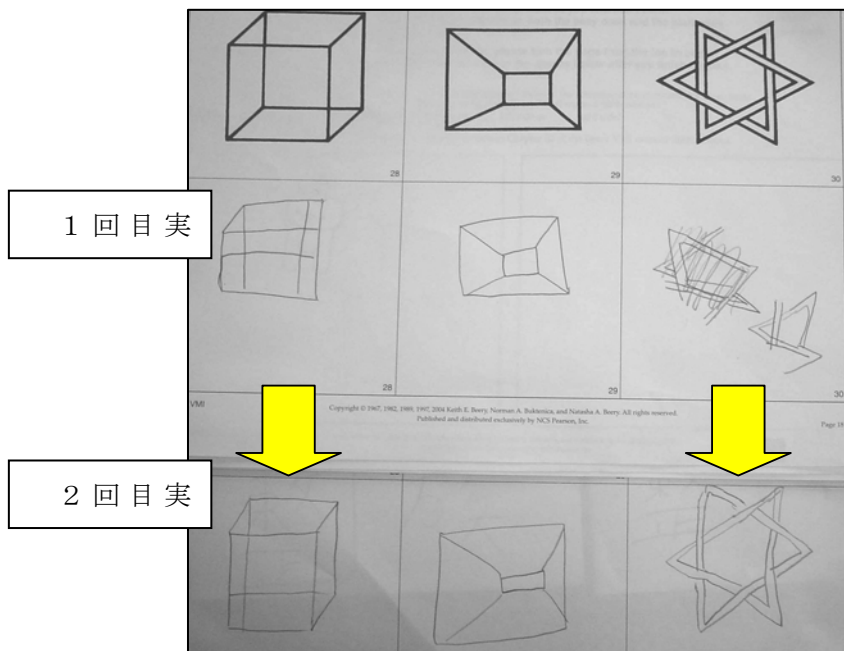 28
29
30
1回目実
28
29
30
VMI
Copyright © 1967, 1982, 1989, 1997, 2004 Keith E. Beery, Norman A. Buktenica, and Natasha A. Beery. All rights reserved.
Published and distributed exclusively by NCS Pearson, Inc.
2回目実